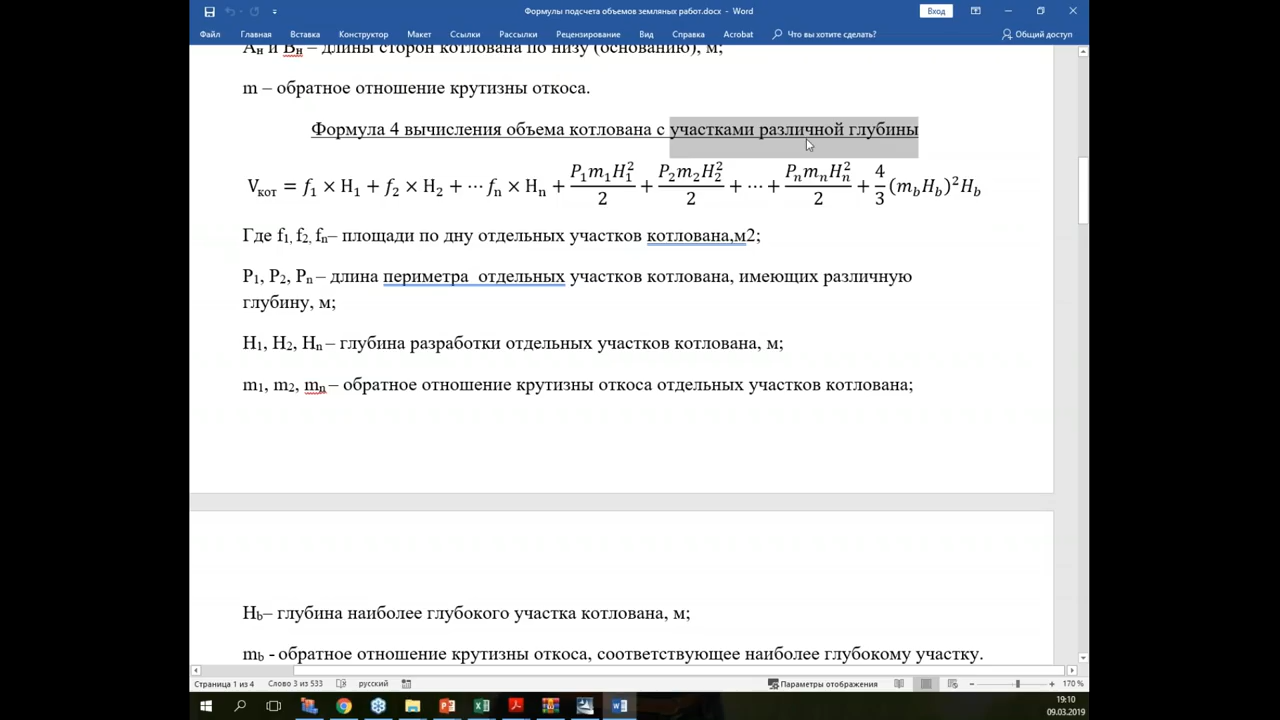 Формулы подсчета объемов земляных работ.docx - Word
Вход
Файл Главная Вставка Конструктор Макет Ссылки Рассылки Рецензирование Вид Справка Acrobat Что вы хотите сделать? Общий доступ
Aн и Bн – длины сторон котлована по низу (основанию), м;
m – обратное отношение крутизны откоса.
Формула 4 вычисления объема котлована с участками различной глубины
Vкот = f₁ × H₁ + f₂ × H₂ + ⋯ fₙ × Hₙ + P₁m₁H₁²/2 + P₂m₂H₂²/2 + ⋯ + PₙmₙHₙ²/2 + 4/3 (m_bH_b)²H_b
Где f₁, f₂, fₙ– площади по дну отдельных участков котлована,м2;
P₁, P₂, Pₙ – длина периметра отдельных участков котлована, имеющих различную
глубину, м;
H₁, H₂, Hₙ – глубина разработки отдельных участков котлована, м;
m₁, m₂, mₙ – обратное отношение крутизны откоса отдельных участков котлована;
H_b– глубина наиболее глубокого участка котлована, м;
m_b - обратное отношение крутизны откоса, соответствующее наиболее глубокому участку.
Страница 1 из 4 Слово 3 из 533 русский Параметры отображения 170 %
19:10
09.03.2019